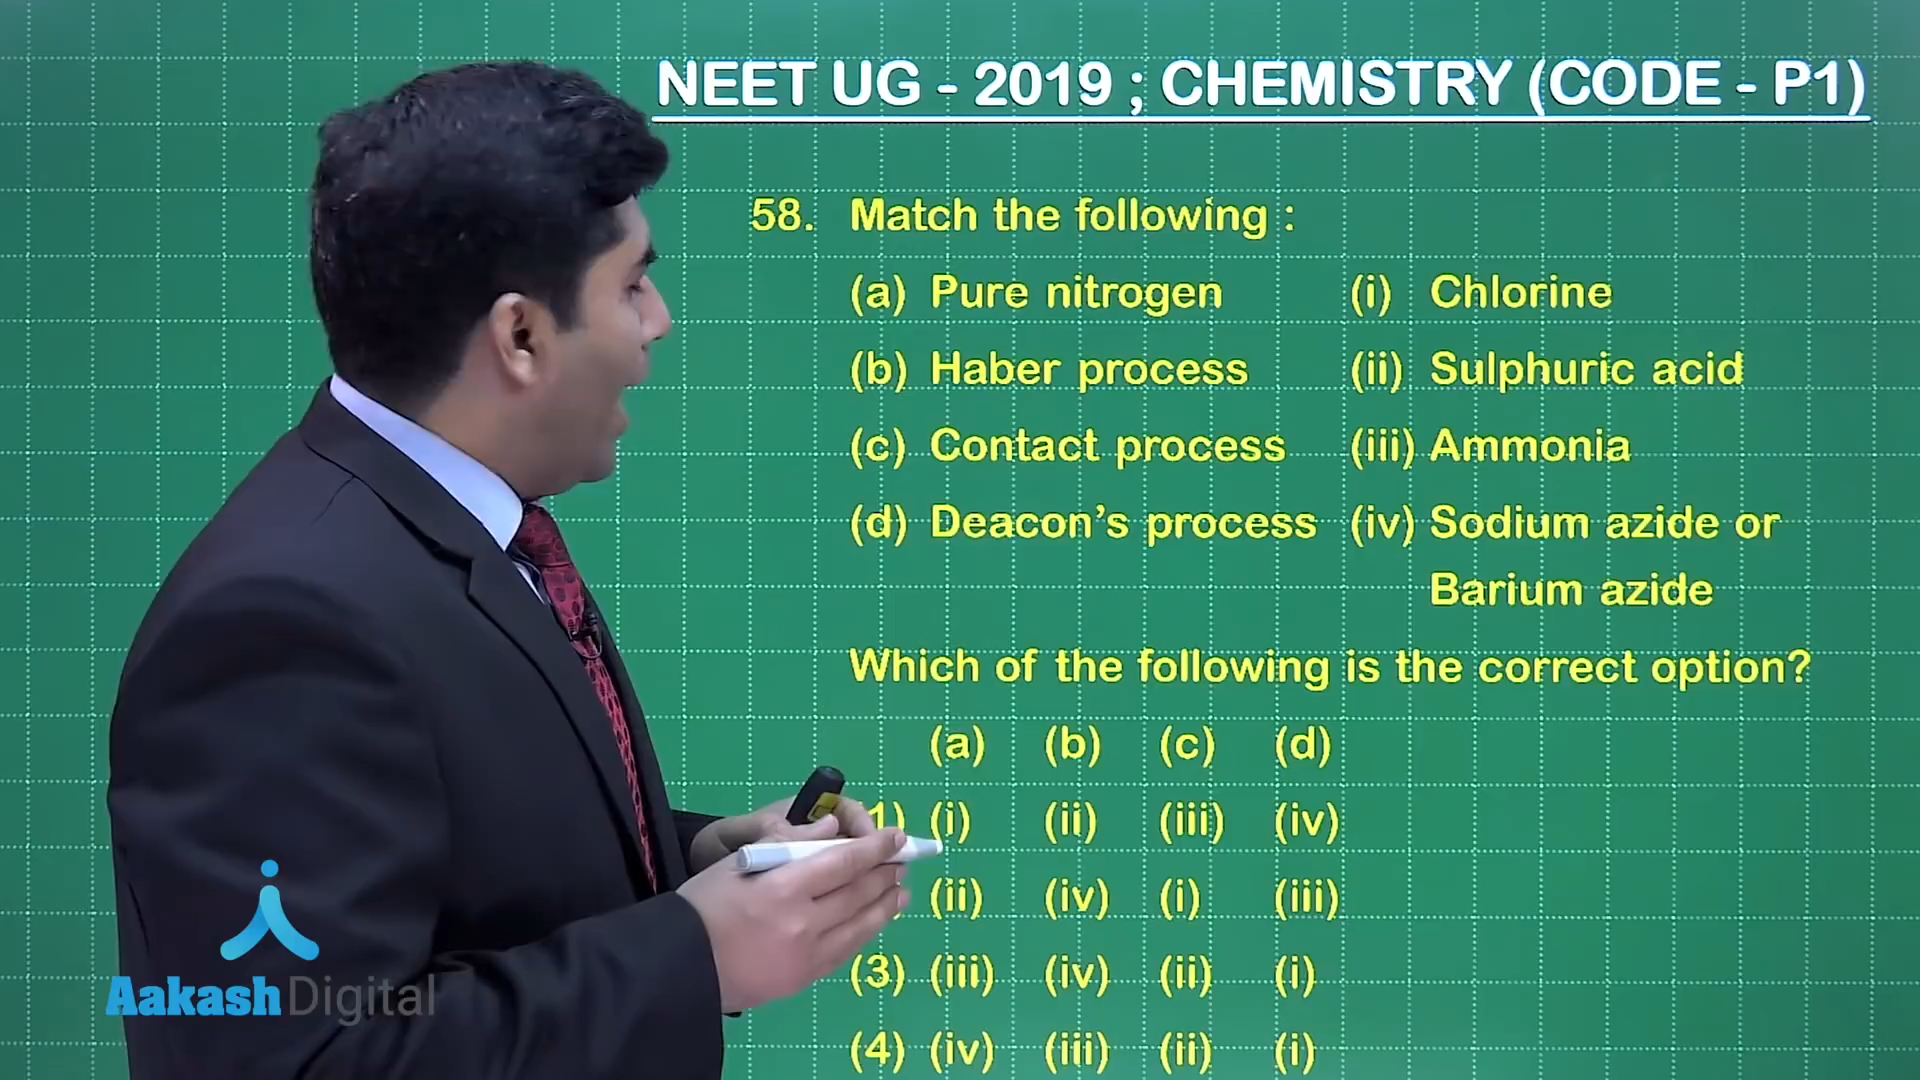 NEET UG - 2019 ; CHEMISTRY (CODE - P1)
58. Match the following :
(a) Pure nitrogen (i) Chlorine
(b) Haber process (ii) Sulphuric acid
(c) Contact process (iii) Ammonia
(d) Deacon's process (iv) Sodium azide or
Barium azide
Which of the following is the correct option?
(a) (b) (c) (d)
1) (i) (ii) (iii) (iv)
(ii) (iv) (i) (iii)
(3) (iii) (iv) (ii) (i)
(4) (iv) (iii) (ii) (i)
Aakash Digital